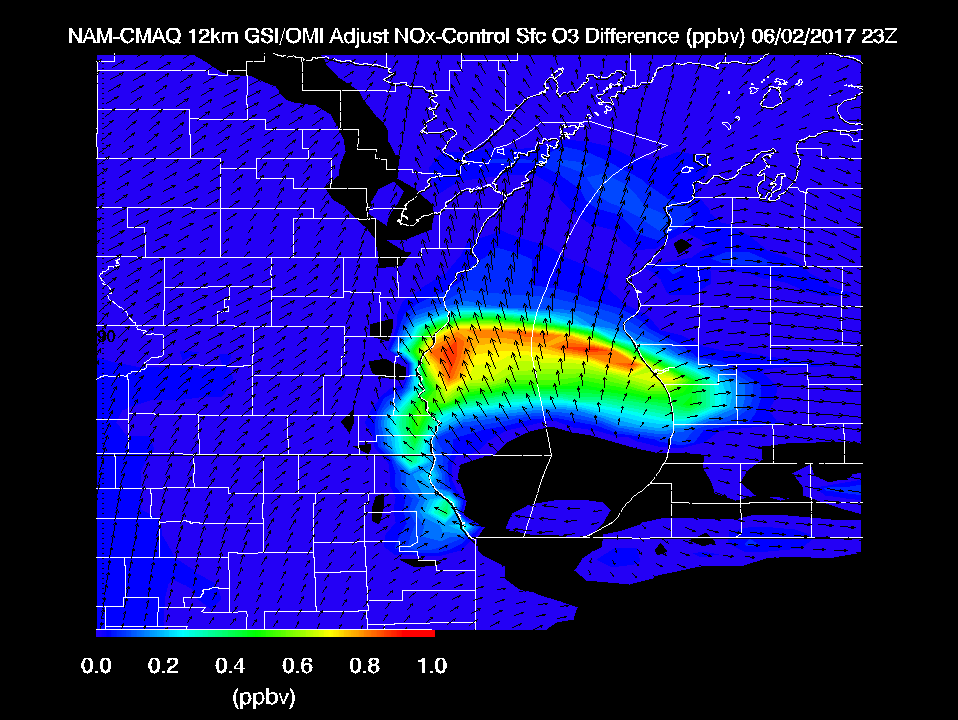 NAM-CMAQ 12km GSI/OMI Adjust NOx-Control Sfc O3 Difference (ppbv) 06/02/2017 23Z
90
0.0 0.2 0.4 0.6 0.8 1.0
(ppbv)